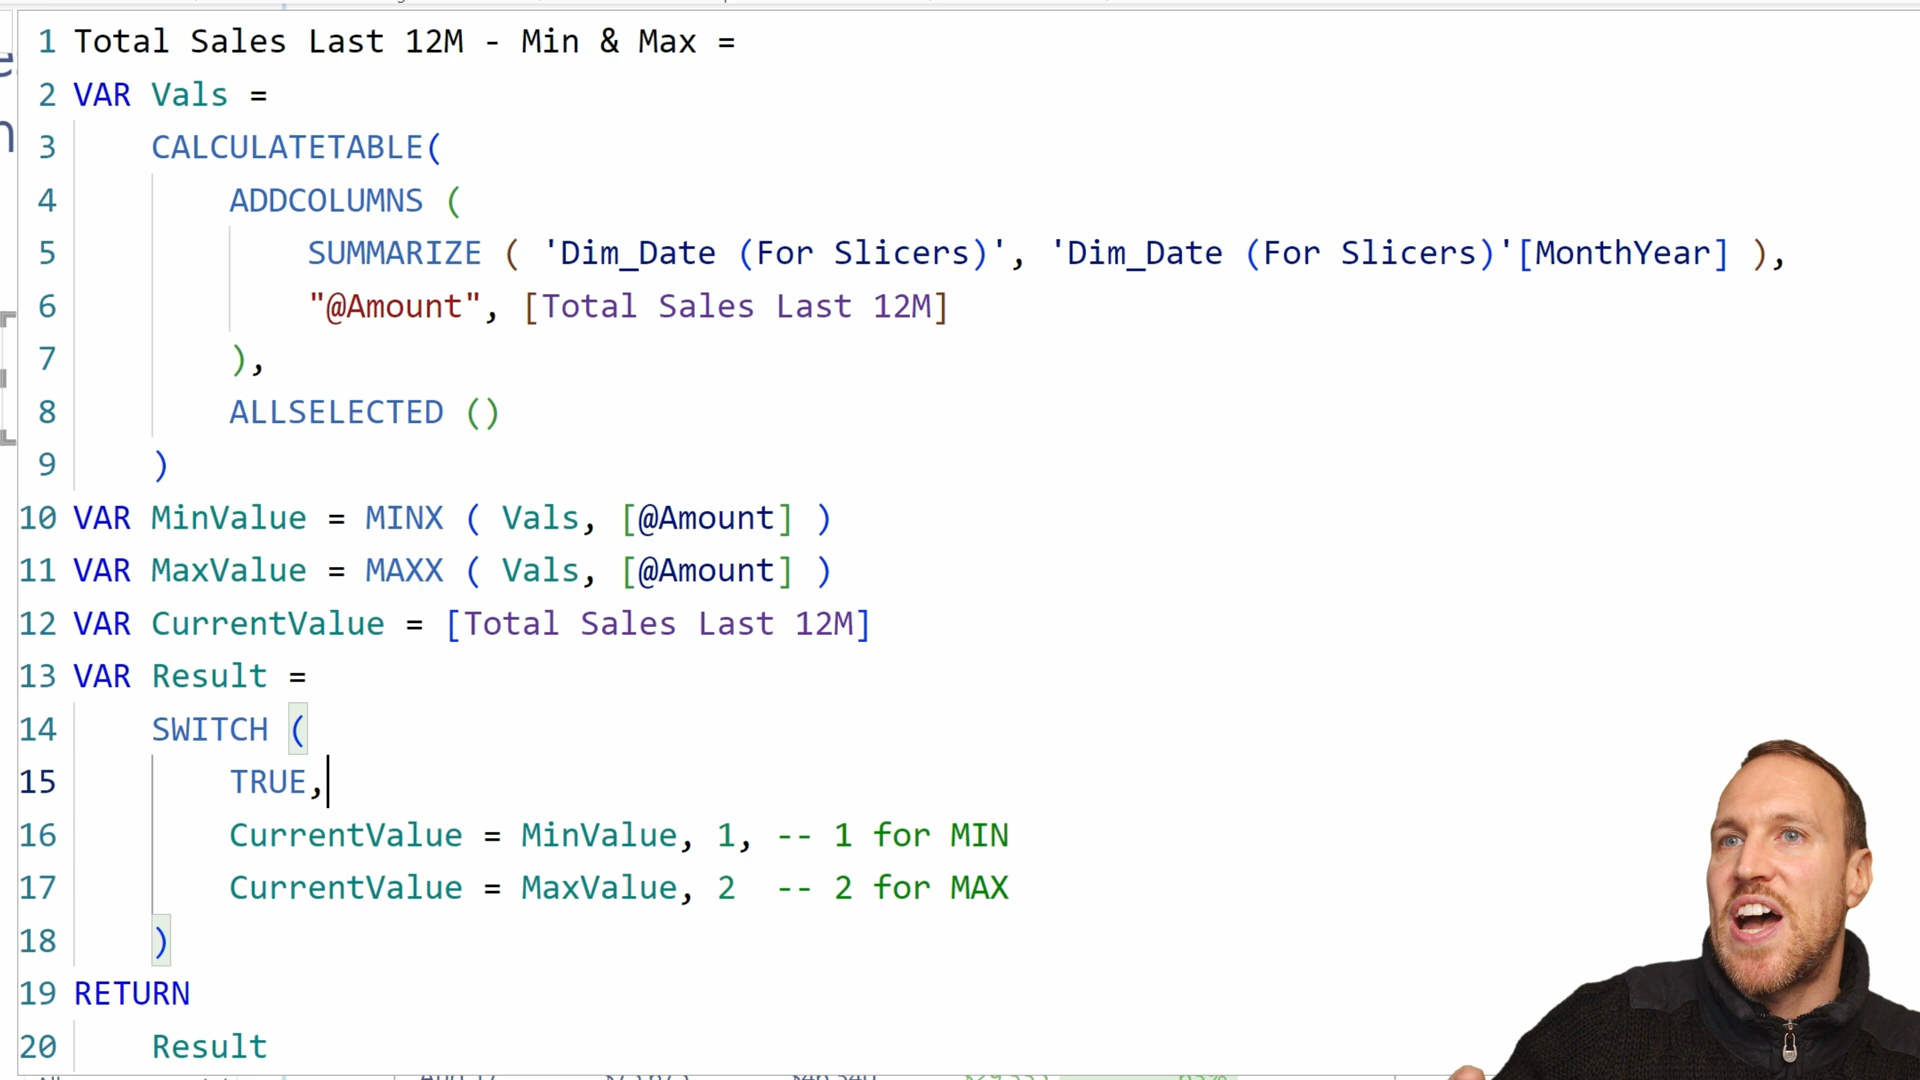 1 Total Sales Last 12M - Min & Max =
2 VAR Vals =
3 CALCULATETABLE(
4 ADDCOLUMNS (
5 SUMMARIZE ( 'Dim_Date (For Slicers)', 'Dim_Date (For Slicers)'[MonthYear] ),
6 "@Amount", [Total Sales Last 12M]
7 ),
8 ALLSELECTED ()
9 )
10 VAR MinValue = MINX ( Vals, [@Amount] )
11 VAR MaxValue = MAXX ( Vals, [@Amount] )
12 VAR CurrentValue = [Total Sales Last 12M]
13 VAR Result =
14 SWITCH (
15 TRUE,
16 CurrentValue = MinValue, 1, -- 1 for MIN
17 CurrentValue = MaxValue, 2 -- 2 for MAX
18 )
19 RETURN
20 Result